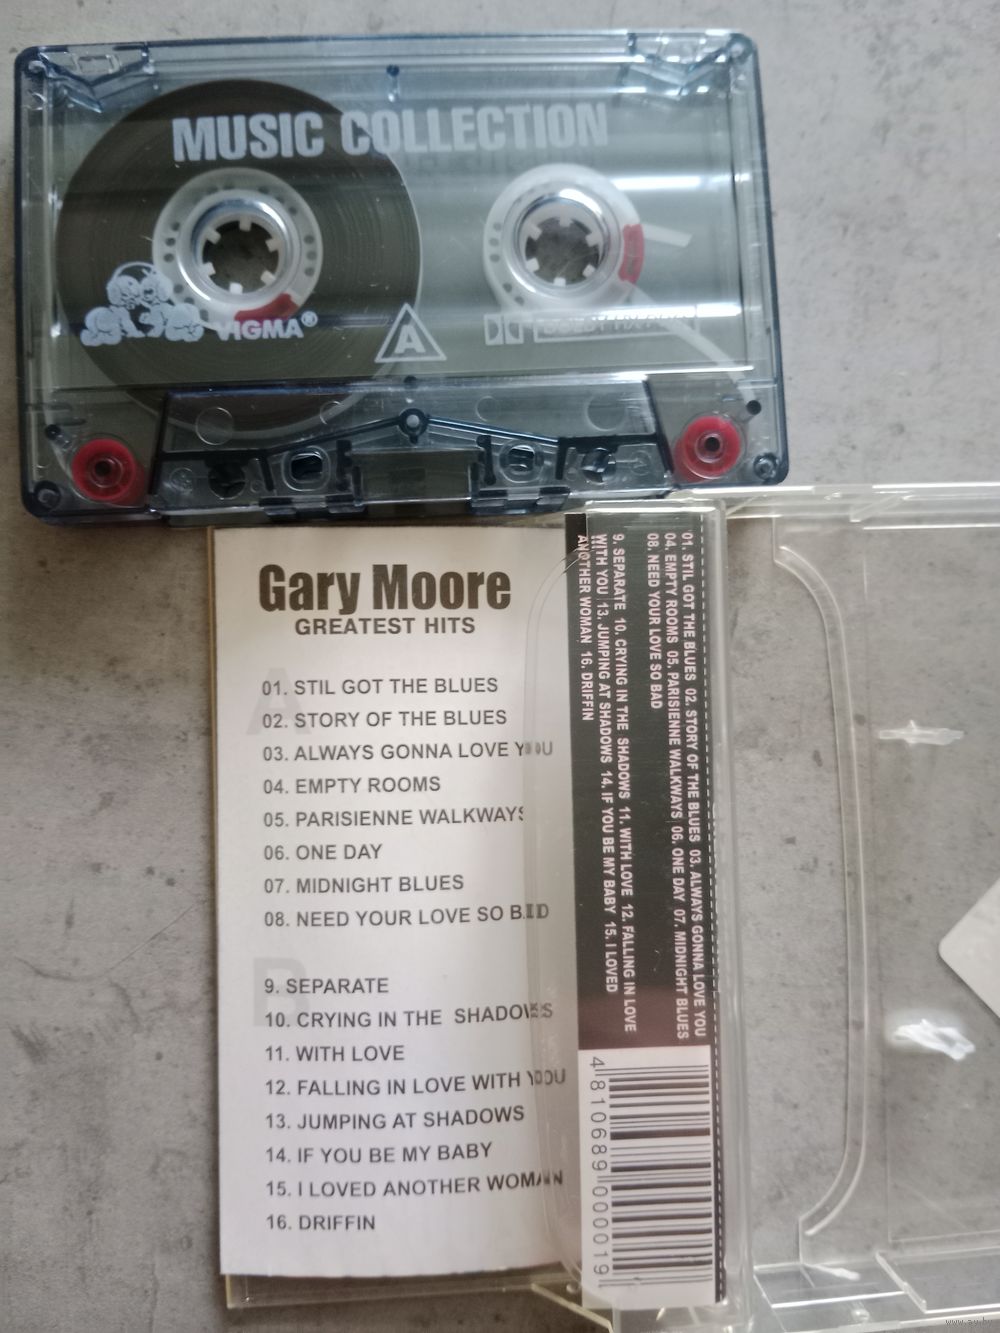 MUSIC COLLECTION
VIGMA®
A
Gary Moore
GREATEST HITS
A
01. STIL GOT THE BLUES
02. STORY OF THE BLUES
03. ALWAYS GONNA LOVE YOU
04. EMPTY ROOMS
05. PARISIENNE WALKWAYS
06. ONE DAY
07. MIDNIGHT BLUES
08. NEED YOUR LOVE SO BAD
B
9. SEPARATE
10. CRYING IN THE SHADOWS
11. WITH LOVE
12. FALLING IN LOVE WITH YOU
13. JUMPING AT SHADOWS
14. IF YOU BE MY BABY
15. I LOVED ANOTHER WOMAN
16. DRIFFIN
01. STIL GOT THE BLUES 02. STORY OF THE BLUES 03. ALWAYS GONNA LOVE YOU
04. EMPTY ROOMS 05. PARISIENNE WALKWAYS 06. ONE DAY 07. MIDNIGHT BLUES
08. NEED YOUR LOVE SO BAD
9. SEPARATE 10. CRYING IN THE SHADOWS 11. WITH LOVE 12. FALLING IN LOVE
WITH YOU 13. JUMPING AT SHADOWS 14. IF YOU BE MY BABY 15. I LOVED
ANOTHER WOMAN 16. DRIFFIN
4 810689 000019